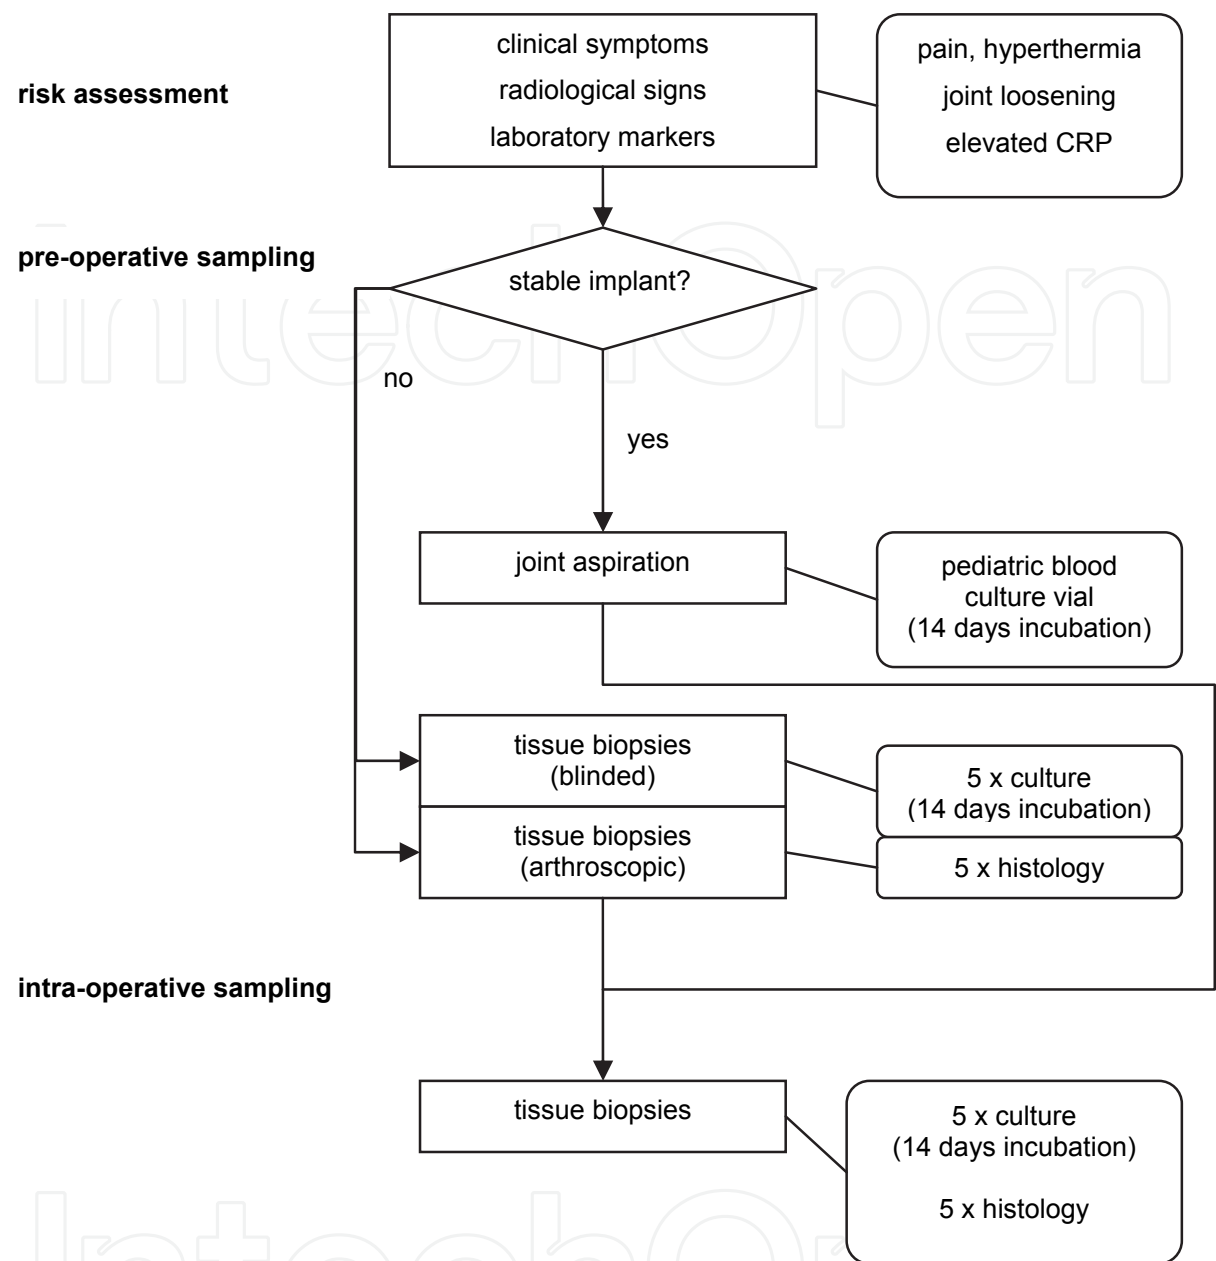 clinical symptoms
radiological signs
laboratory markers
pain, hyperthermia
joint loosening
elevated CRP
risk assessment
pre-operative sampling
stable implant?
IntechOpen
no
yes
joint aspiration
pediatric blood
culture vial
(14 days incubation)
tissue biopsies
(blinded)
5 x culture
(14 days incubation)
tissue biopsies
(arthroscopic)
5 x histology
intra-operative sampling
tissue biopsies
5 x culture
(14 days incubation)
5 x histology
IntechOp